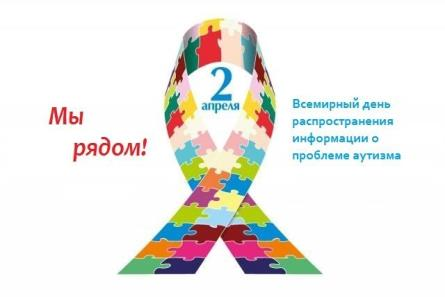 Мы
рядом!
2
апреля
Всемирный день
распространения
информации о
проблеме аутизма